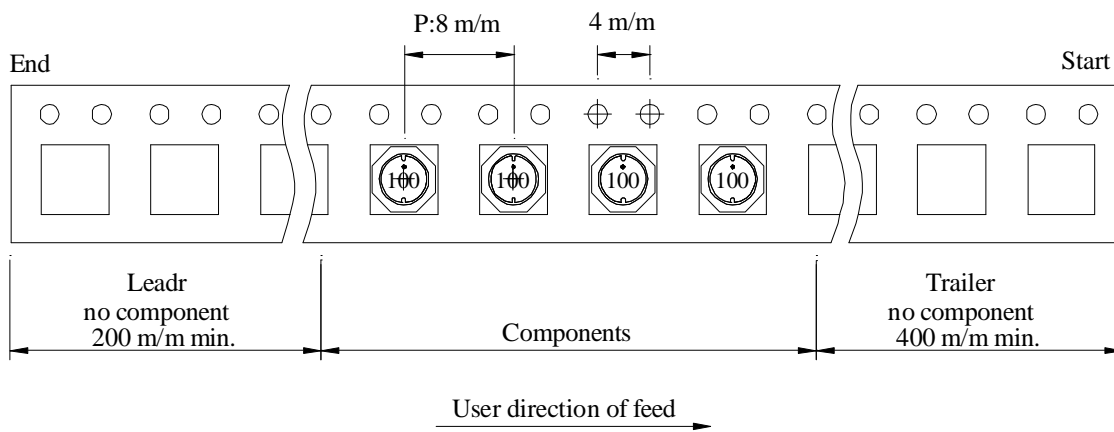 P:8 m/m
4 m/m
End
Start
100
100
100
100
Leadr
no component
200 m/m min.
Components
Trailer
no component
400 m/m min.
User direction of feed